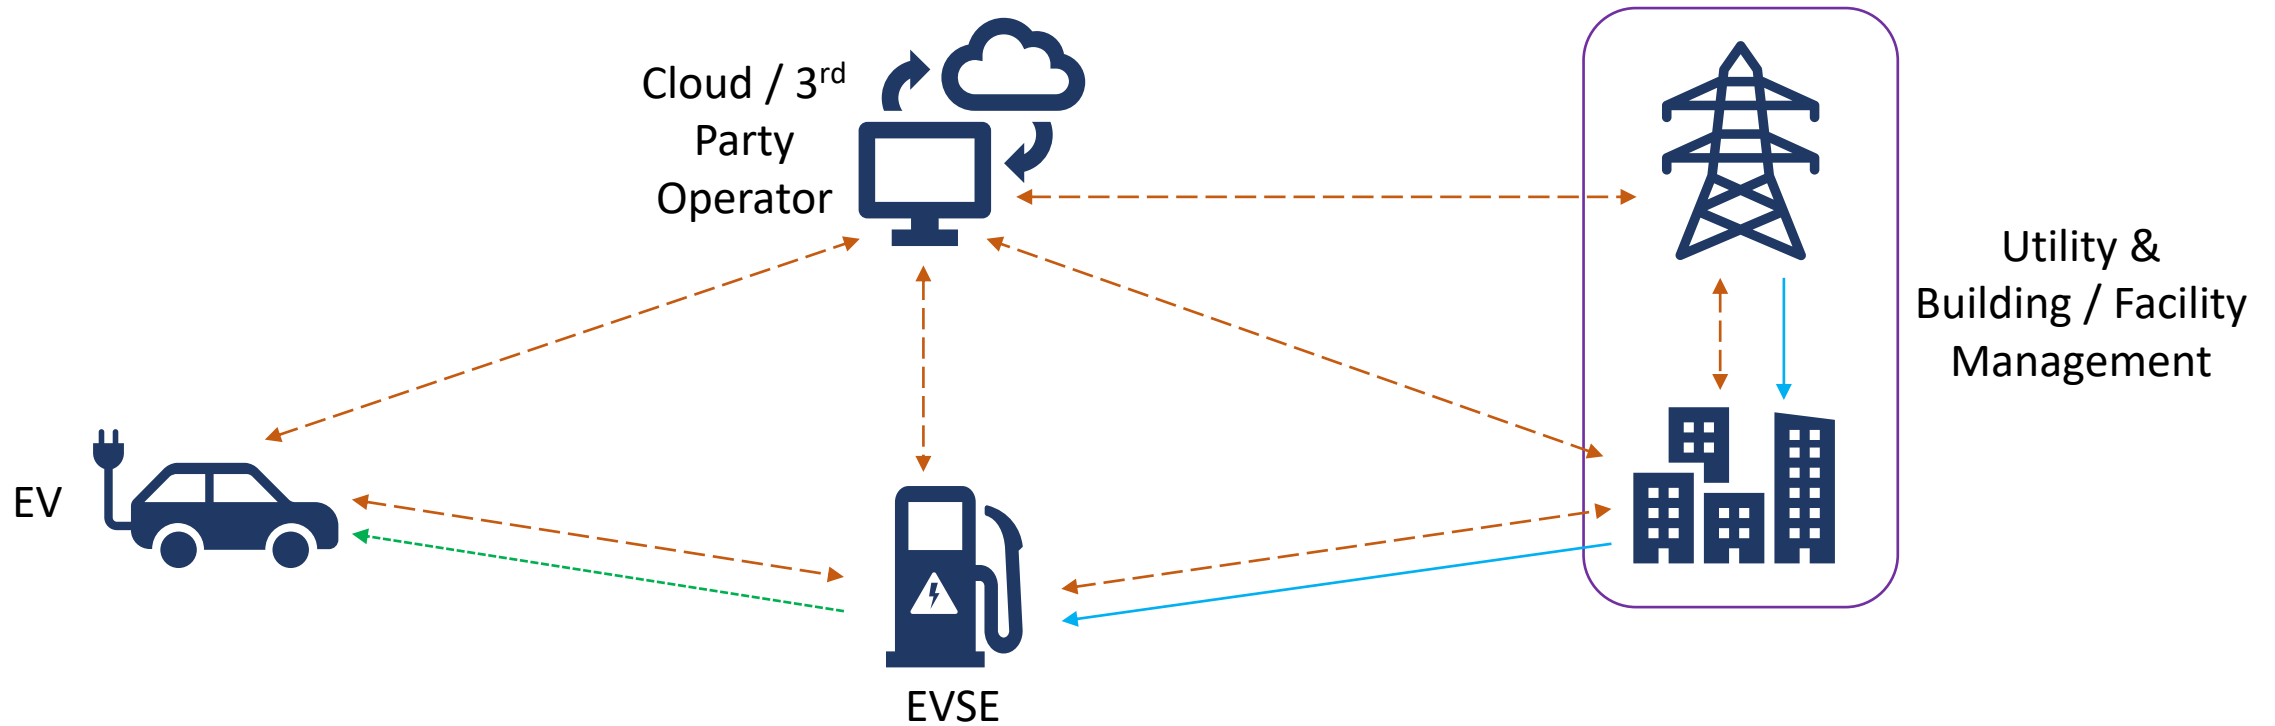 Cloud / 3rd
Party
Operator
Utility &
Building / Facility
Management
EV
EVSE